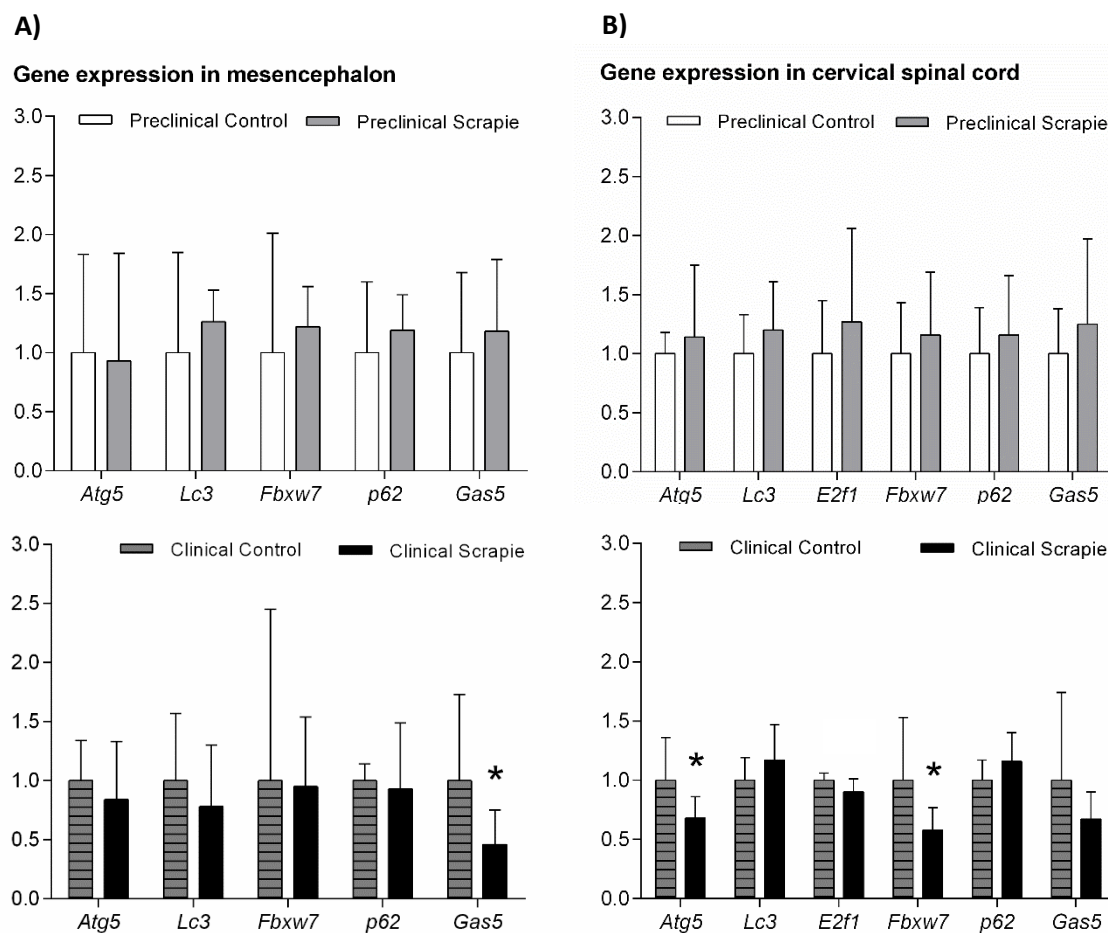 A)
Gene expression in mesencephalon
3.0
Preclinical Control
Preclinical Scrapie
2.5
2.0
1.5
1.0
0.5
0.0
Atg5 Lc3 Fbxw7 p62 Gas5
3.0
Clinical Control
Clinical Scrapie
2.5
2.0
1.5
1.0
*
0.5
0.0
Atg5 Lc3 Fbxw7 p62 Gas5
B)
Gene expression in cervical spinal cord
3.0
Preclinical Control
Preclinical Scrapie
2.5
2.0
1.5
1.0
0.5
0.0
Atg5 Lc3 E2f1 Fbxw7 p62 Gas5
3.0
Clinical Control
Clinical Scrapie
2.5
2.0
1.5
* *
1.0
0.5
0.0
Atg5 Lc3 E2f1 Fbxw7 p62 Gas5